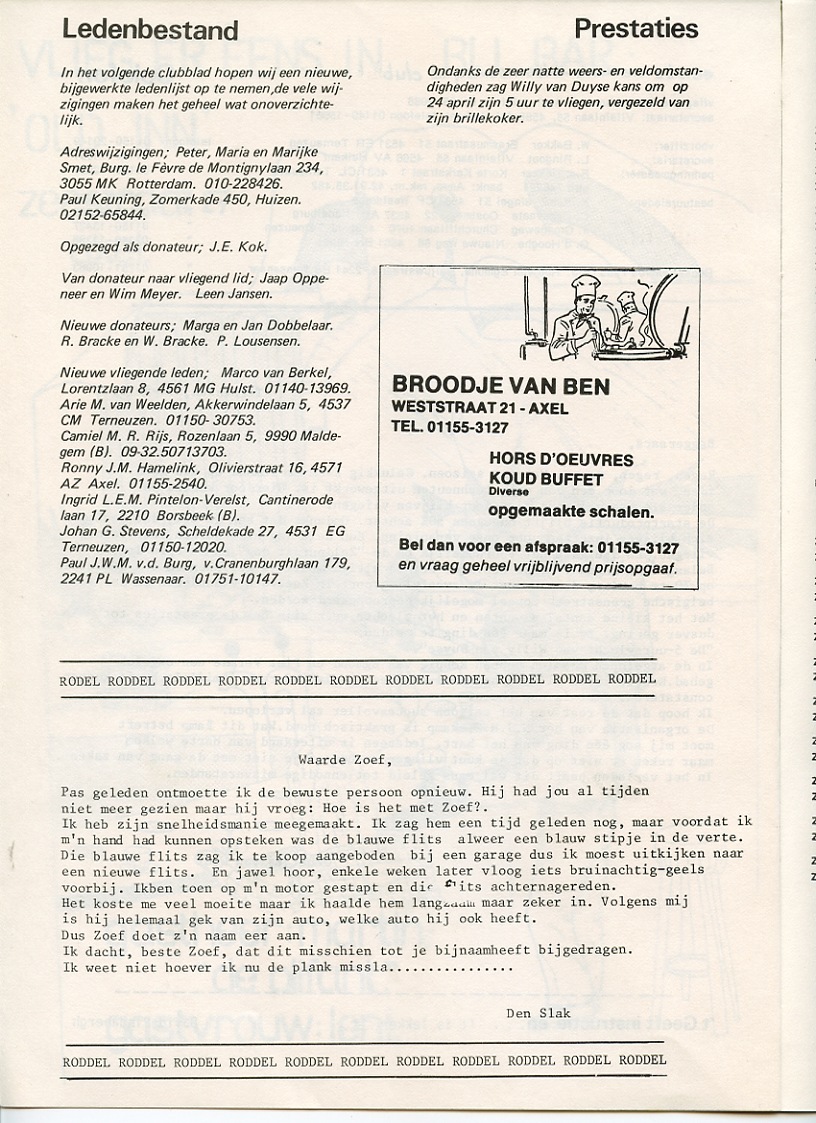 Ledenbestand
In het volgende clubblad hopen wij een nieuwe,
bijgewerkte ledenlijst op te nemen,de vele wij-
zigingen maken het geheel wat onoverzichte-
lijk.
Adreswijzigingen; Peter, Maria en Marijke
Smet, Burg. le Fèvre de Montignylaan 234,
3055 MK Rotterdam. 010-228426.
Paul Keuning, Zomerkade 450, Huizen.
02152-65844.
Opgezegd als donateur; J.E. Kok.
Van donateur naar vliegend lid; Jaap Oppe-
neer en Wim Meyer. Leen Jansen.
Nieuwe donateurs; Marga en Jan Dobbelaar.
R. Bracke en W. Bracke. P. Lousensen.
Nieuwe vliegende leden; Marco van Berkel,
Lorentzlaan 8, 4561 MG Hulst. 01140-13969.
Arie M. van Weelden, Akkerwindelaan 5, 4537
CM Terneuzen. 01150- 30753.
Camiel M. R. Rijs, Rozenlaan 5, 9990 Malde-
gem (B). 09-32.50713703.
Ronny J.M. Hamelink, Olivierstraat 16, 4571
AZ Axel. 01155-2540.
Ingrid L.E.M. Pintelon-Verelst, Cantinerode
laan 17, 2210 Borsbeek (B).
Johan G. Stevens, Scheldekade 27, 4531 EG
Terneuzen, 01150-12020.
Paul J.W.M. v.d. Burg, v.Cranenburghlaan 179,
2241 PL Wassenaar. 01751-10147.
Prestaties
Ondanks de zeer natte weers- en veldomstan-
digheden zag Willy van Duyse kans om op
24 april zijn 5 uur te vliegen, vergezeld van
zijn brillekoker.
BROODJE VAN BEN
WESTSTRAAT 21 - AXEL
TEL. 01155-3127
HORS D'OEUVRES
KOUD BUFFET
Diverse
opgemaakte schalen.
Bel dan voor een afspraak: 01155-3127
en vraag geheel vrijblijvend prijsopgaaf.
RODEL RODDEL RODDEL RODDEL RODDEL RODDEL RODDEL RODDEL RODDEL RODDEL RODDEL
Waarde Zoef,
Pas geleden ontmoette ik de bewuste persoon opnieuw. Hij had jou al tijden
niet meer gezien maar hij vroeg: Hoe is het met Zoef?.
Ik heb zijn snelheidsmanie meegemaakt. Ik zag hem een tijd geleden nog, maar voordat ik
m'n hand had kunnen opsteken was de blauwe flits alweer een blauw stipje in de verte.
Die blauwe flits zag ik te koop aangeboden bij een garage dus ik moest uitkijken naar
een nieuwe flits. En jawel hoor, enkele weken later vloog iets bruinachtig-geels
voorbij. Ikben toen op m'n motor gestapt en die flits achternagereden.
Het koste me veel moeite maar ik haalde hem langzaam maar zeker in. Volgens mij
is hij helemaal gek van zijn auto, welke auto hij ook heeft.
Dus Zoef doet z'n naam eer aan.
Ik dacht, beste Zoef, dat dit misschien tot je bijnaamheeft bijgedragen.
Ik weet niet hoever ik nu de plank missla................
Den Slak
RODDEL RODDEL RODDEL RODDEL RODDEL RODDEL RODDEL RODDEL RODDEL RODDEL RODDEL